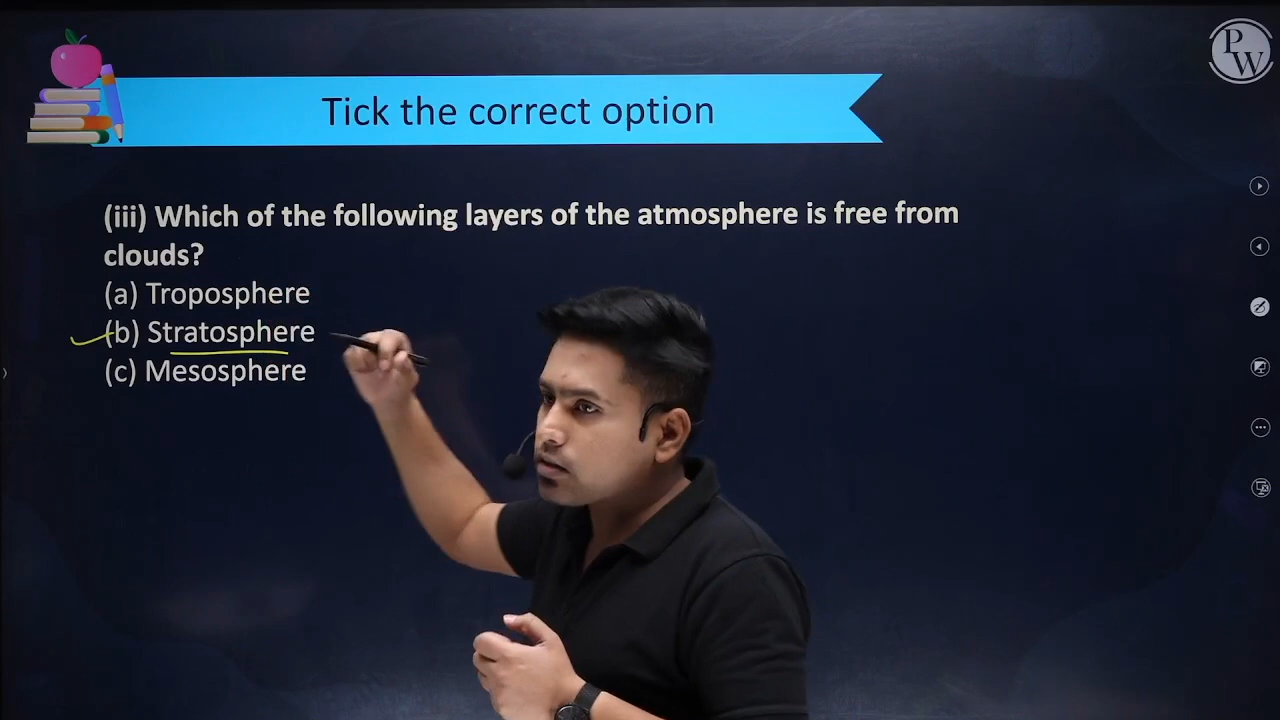 PW
Tick the correct option
(iii) Which of the following layers of the atmosphere is free from
clouds?
(a) Troposphere
(b) Stratosphere
(c) Mesosphere